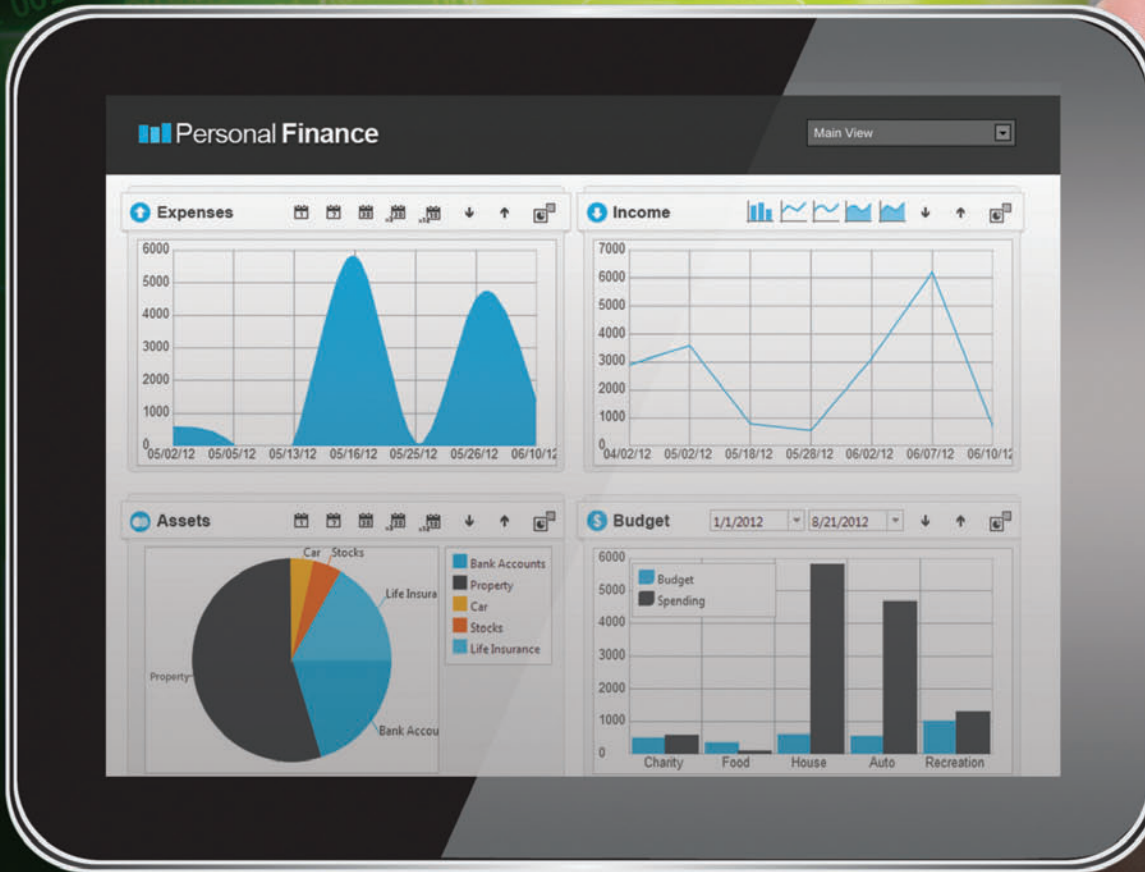 Personal Finance
Main View
Expenses
6000
5000
4000
3000
2000
1000
0
05/02/12 05/05/12 05/13/12 05/16/12 05/25/12 05/26/12 06/10/12
Income
7000
6000
5000
4000
3000
2000
1000
0
04/02/12 05/02/12 05/18/12 05/28/12 06/02/12 06/07/12 06/10/12
Assets
Car Stocks
Life Insura
Property
Bank Accou
Bank Accounts
Property
Car
Stocks
Life Insurance
Budget 1/1/2012 8/21/2012
6000
5000
4000
3000
2000
1000
0
Budget
Spending
Charity Food House Auto Recreation